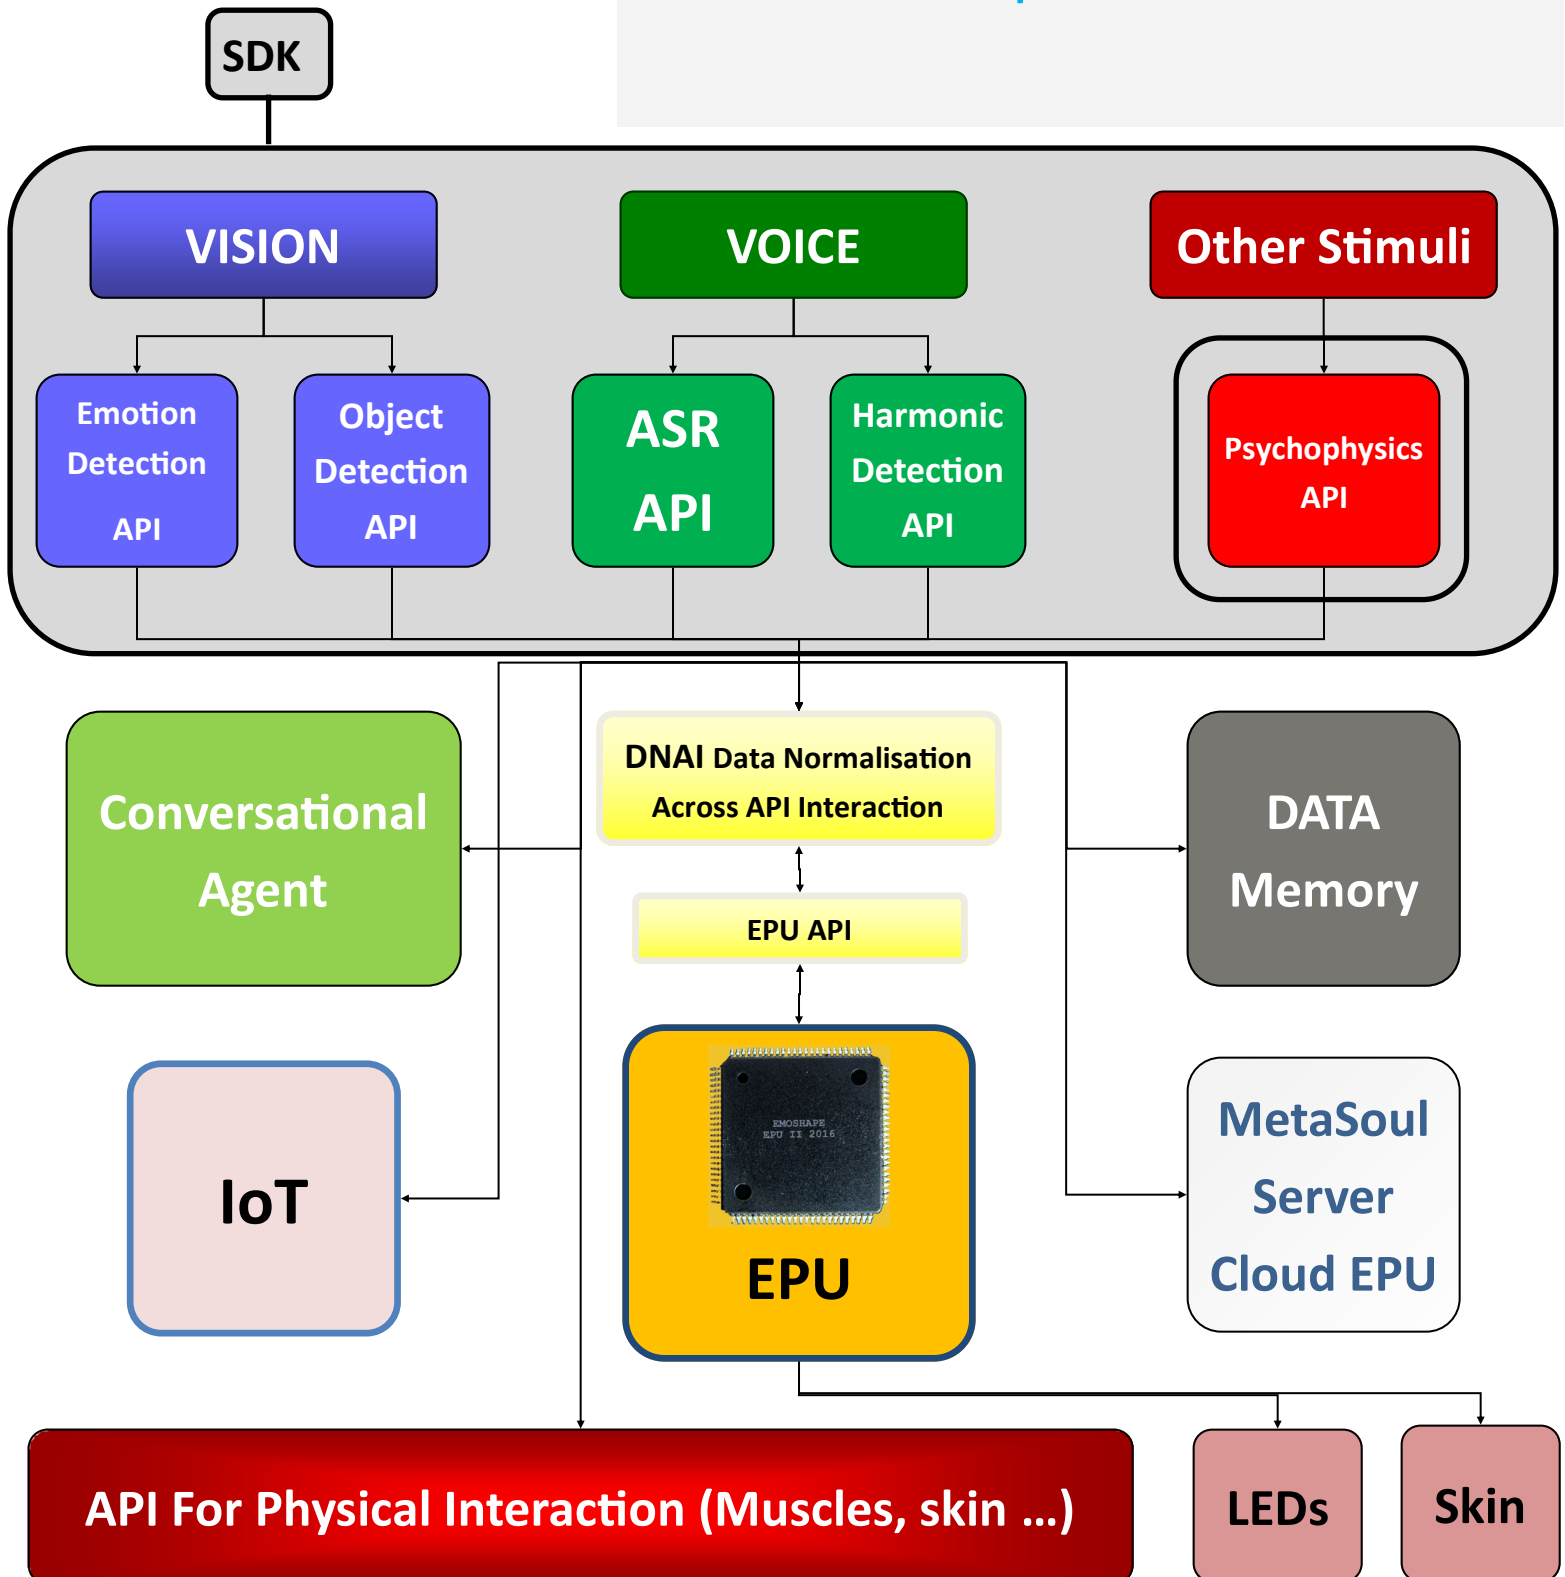 SDK
VISION
VOICE
Other Stimuli
Emotion
Detection
API
Object
Detection
API
ASR
API
Harmonic
Detection
API
Psychophysics
API
Conversational
Agent
DNAI Data Normalisation
Across API Interaction
EPU API
DATA
Memory
IoT
EMOSHAPE
EPU II 2016
EPU
MetaSoul
Server
Cloud EPU
API For Physical Interaction (Muscles, skin ...)
LEDs
Skin